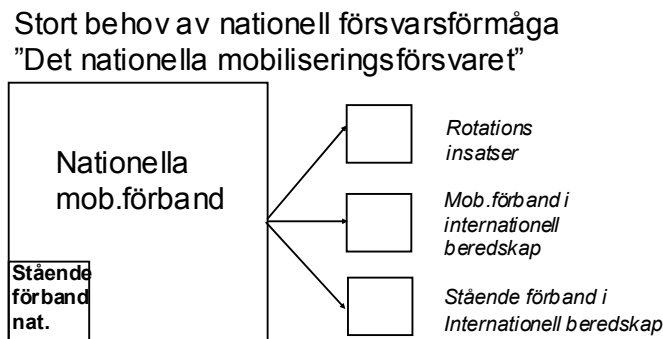 Stort behov av nationell försvarsförmåga
”Det nationella mobiliseringsförsvaret”
Nationella
mob.förband
Stående
förband
nat.
Rotations
insatser
Mob.förband i
internationell
beredskap
Stående förband i
Internationell beredskap